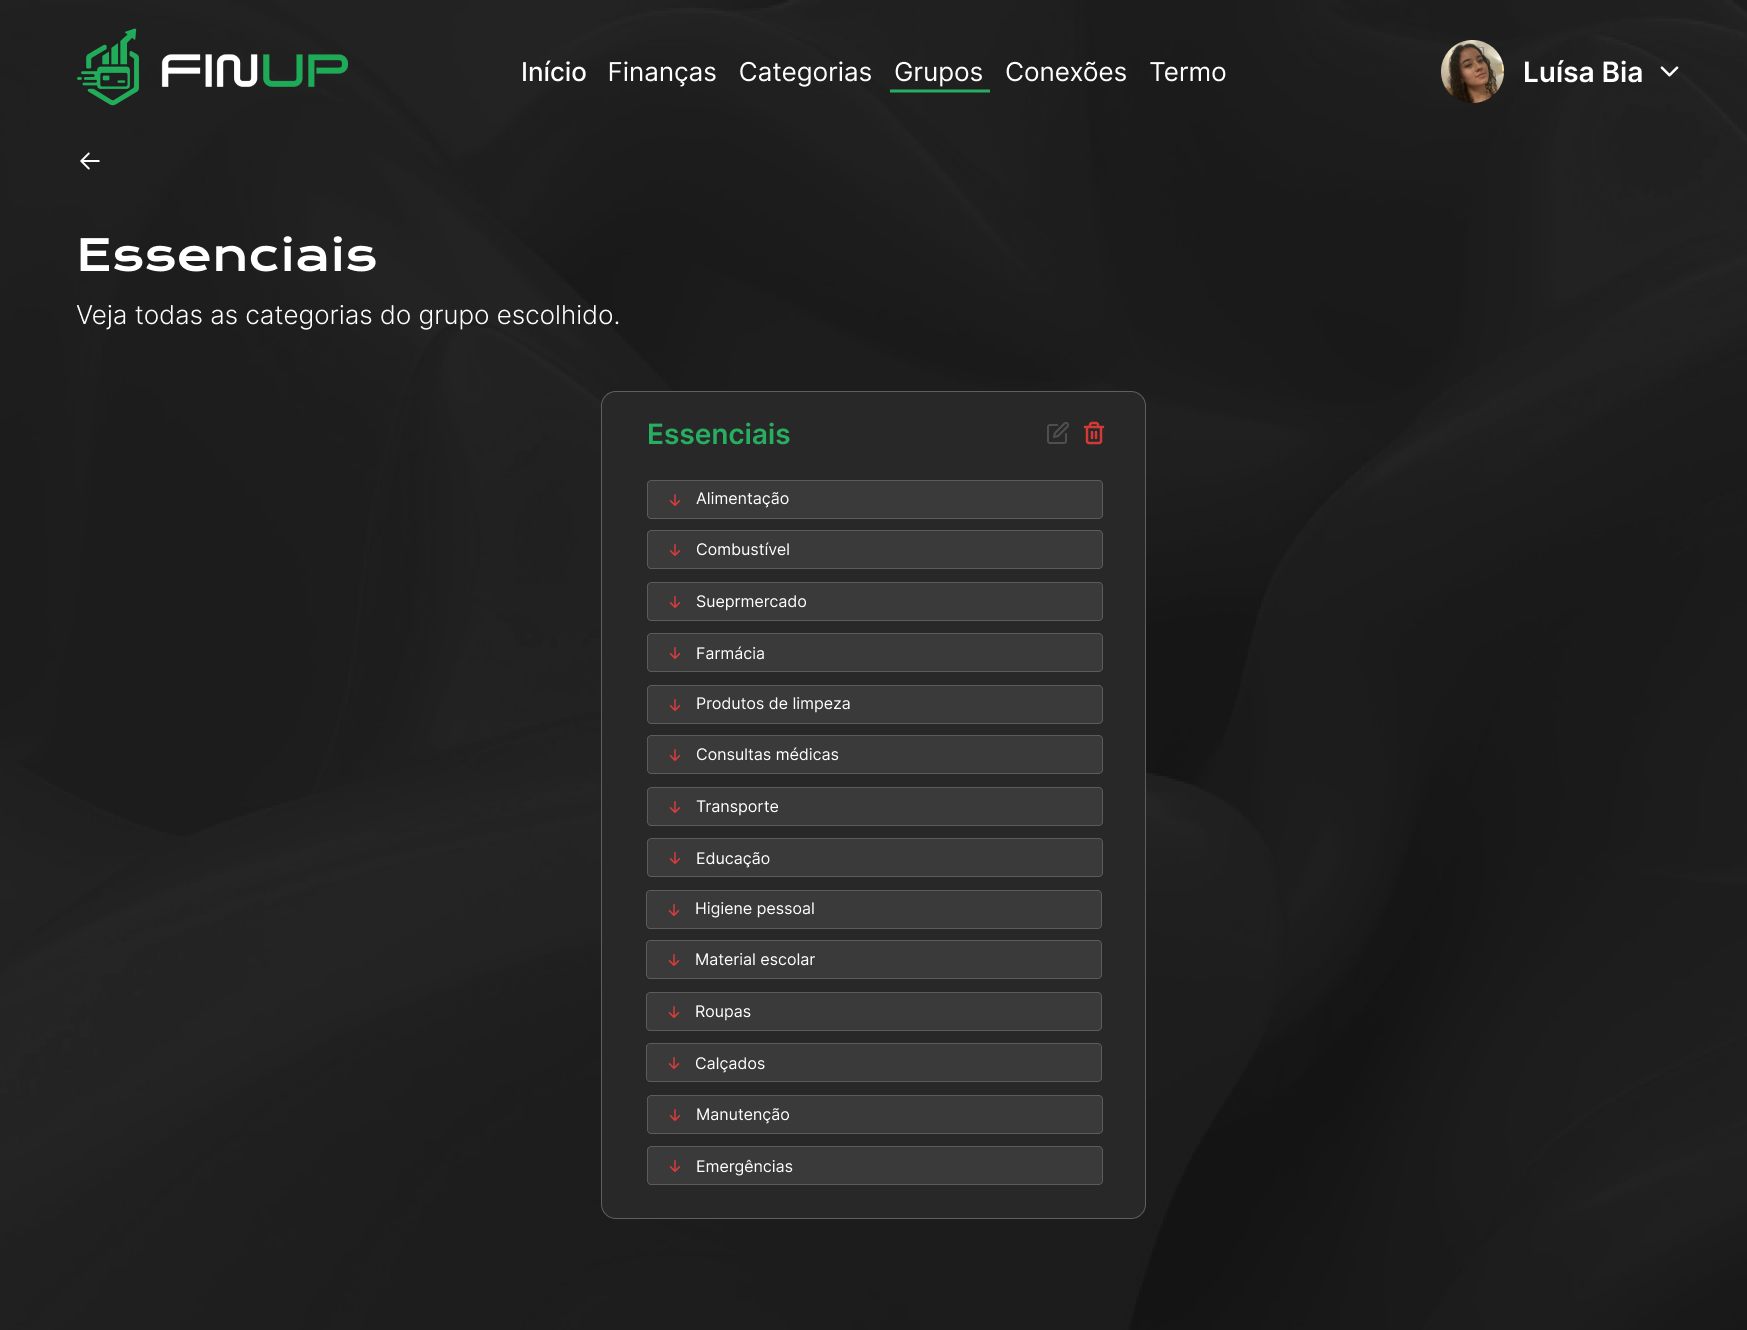 FINUP
Início Finanças Categorias Grupos Conexões Termo
Luísa Bia
Essenciais
Veja todas as categorias do grupo escolhido.
Essenciais
Alimentação
Combustível
Sueprmercado
Farmácia
Produtos de limpeza
Consultas médicas
Transporte
Educação
Higiene pessoal
Material escolar
Roupas
Calçados
Manutenção
Emergências